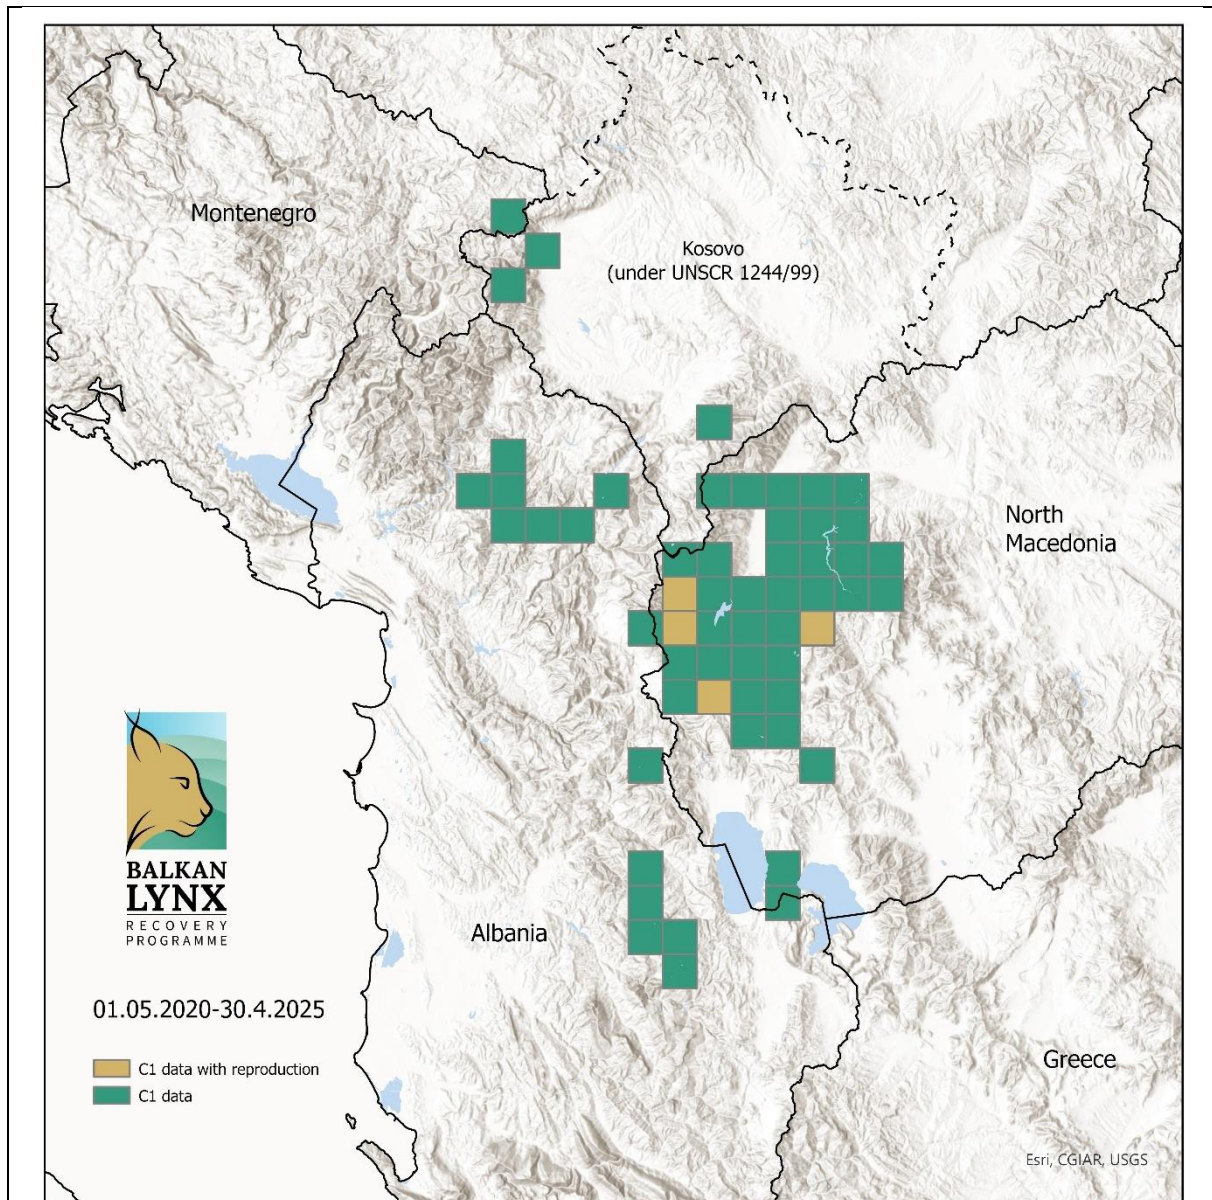 Montenegro
Kosovo
(under UNSCR 1244/99)
North
Macedonia
BALKAN
LYNX
RECOVERY
PROGRAMME
Albania
01.05.2020-30.4.2025
C1 data with reproduction
C1 data
Greece
Esri, CGIAR, USGS